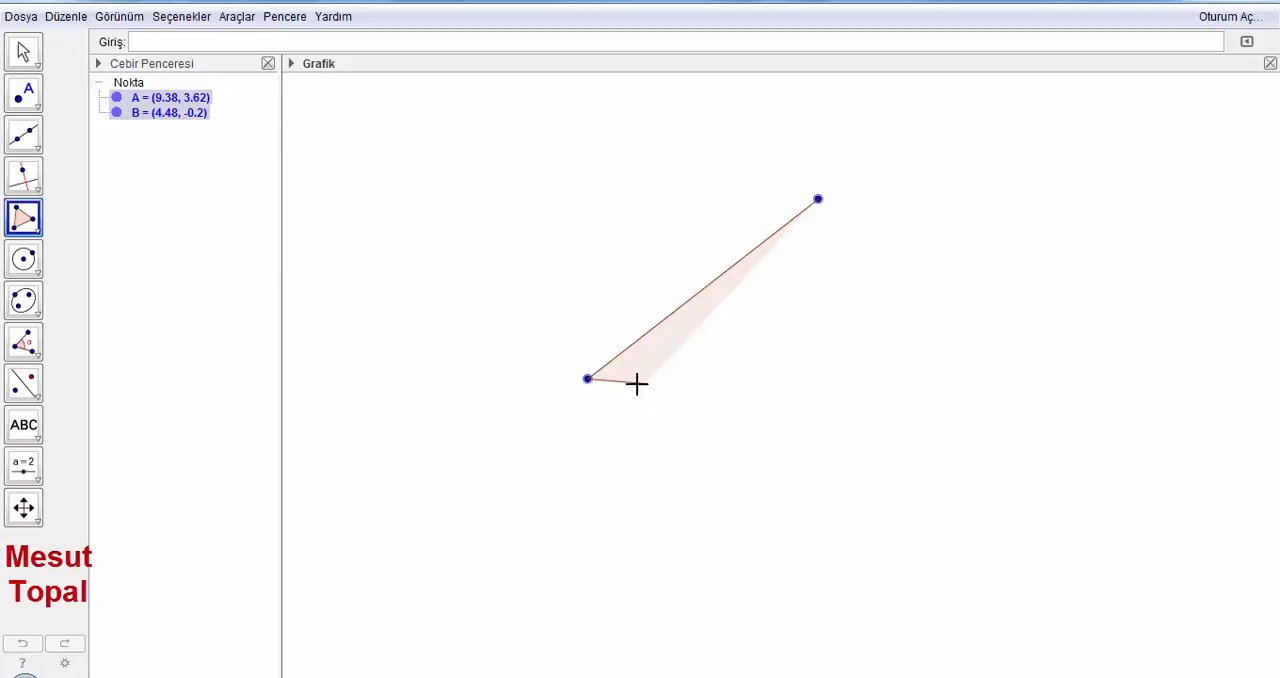 Dosya Düzenle Görünüm Seçenekler Araçlar Pencere Yardım Oturum Aç...
Giriş:
Cebir Penceresi
Grafik
Nokta
A = (9.38, 3.62)
B = (4.48, -0.2)
A
α
ABC
a = 2
Mesut
Topal
?